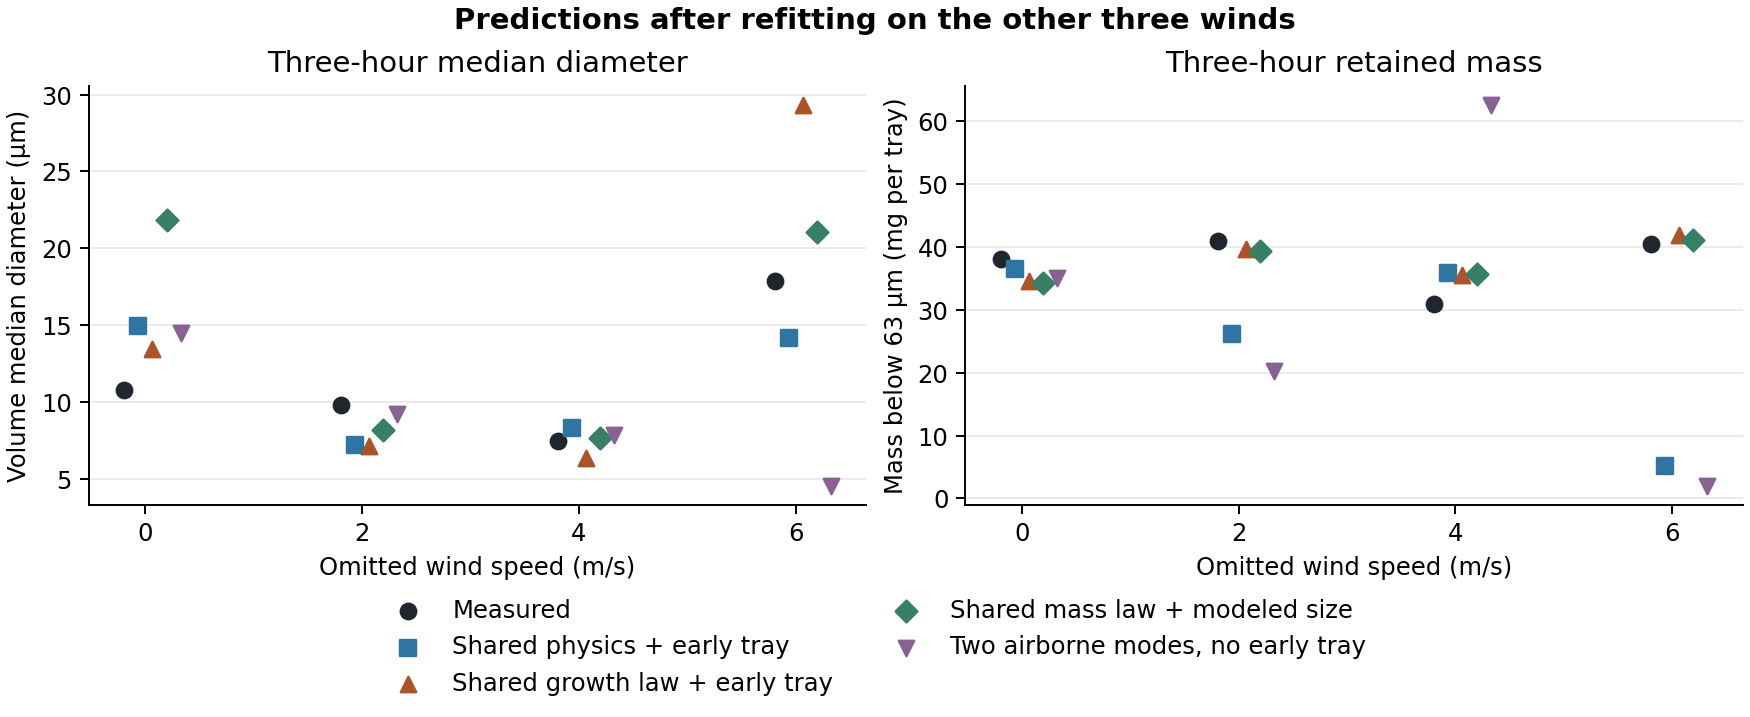 Predictions after refitting on the other three winds
Three-hour median diameter
Volume median diameter (µm)
30
25
20
15
10
5
0
2
4
6
Omitted wind speed (m/s)
Three-hour retained mass
Mass below 63 µm (mg per tray)
60
50
40
30
20
10
0
0
2
4
6
Omitted wind speed (m/s)
Measured
Shared physics + early tray
Shared growth law + early tray
Shared mass law + modeled size
Two airborne modes, no early tray